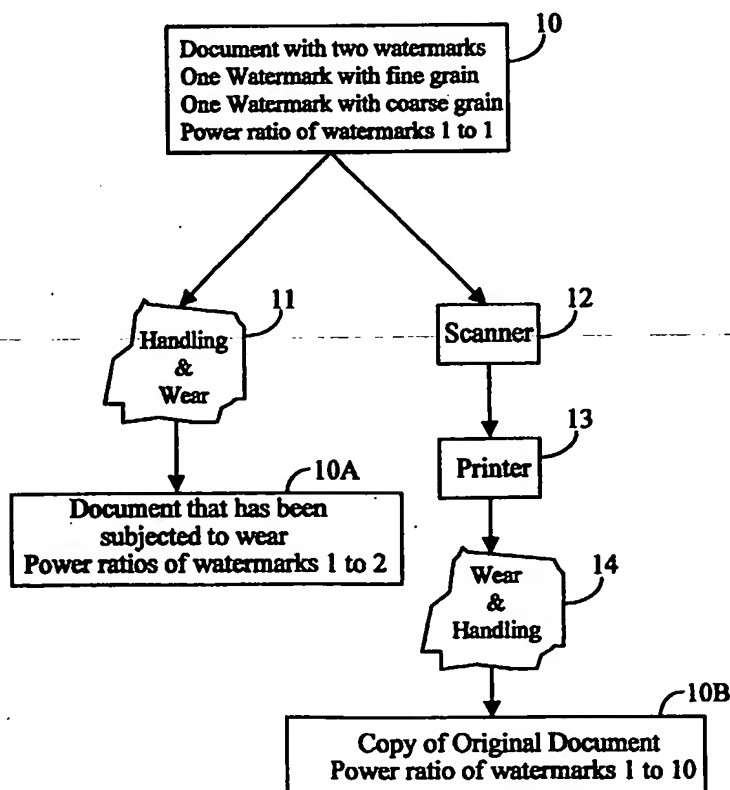 10
Document with two watermarks
One Watermark with fine grain
One Watermark with coarse grain
Power ratio of watermarks 1 to 1
11
Handling
&
Wear
12
Scanner
13
Printer
10A
Document that has been
subjected to wear
Power ratios of watermarks 1 to 2
14
Wear
&
Handling
10B
Copy of Original Document
Power ratio of watermarks 1 to 10